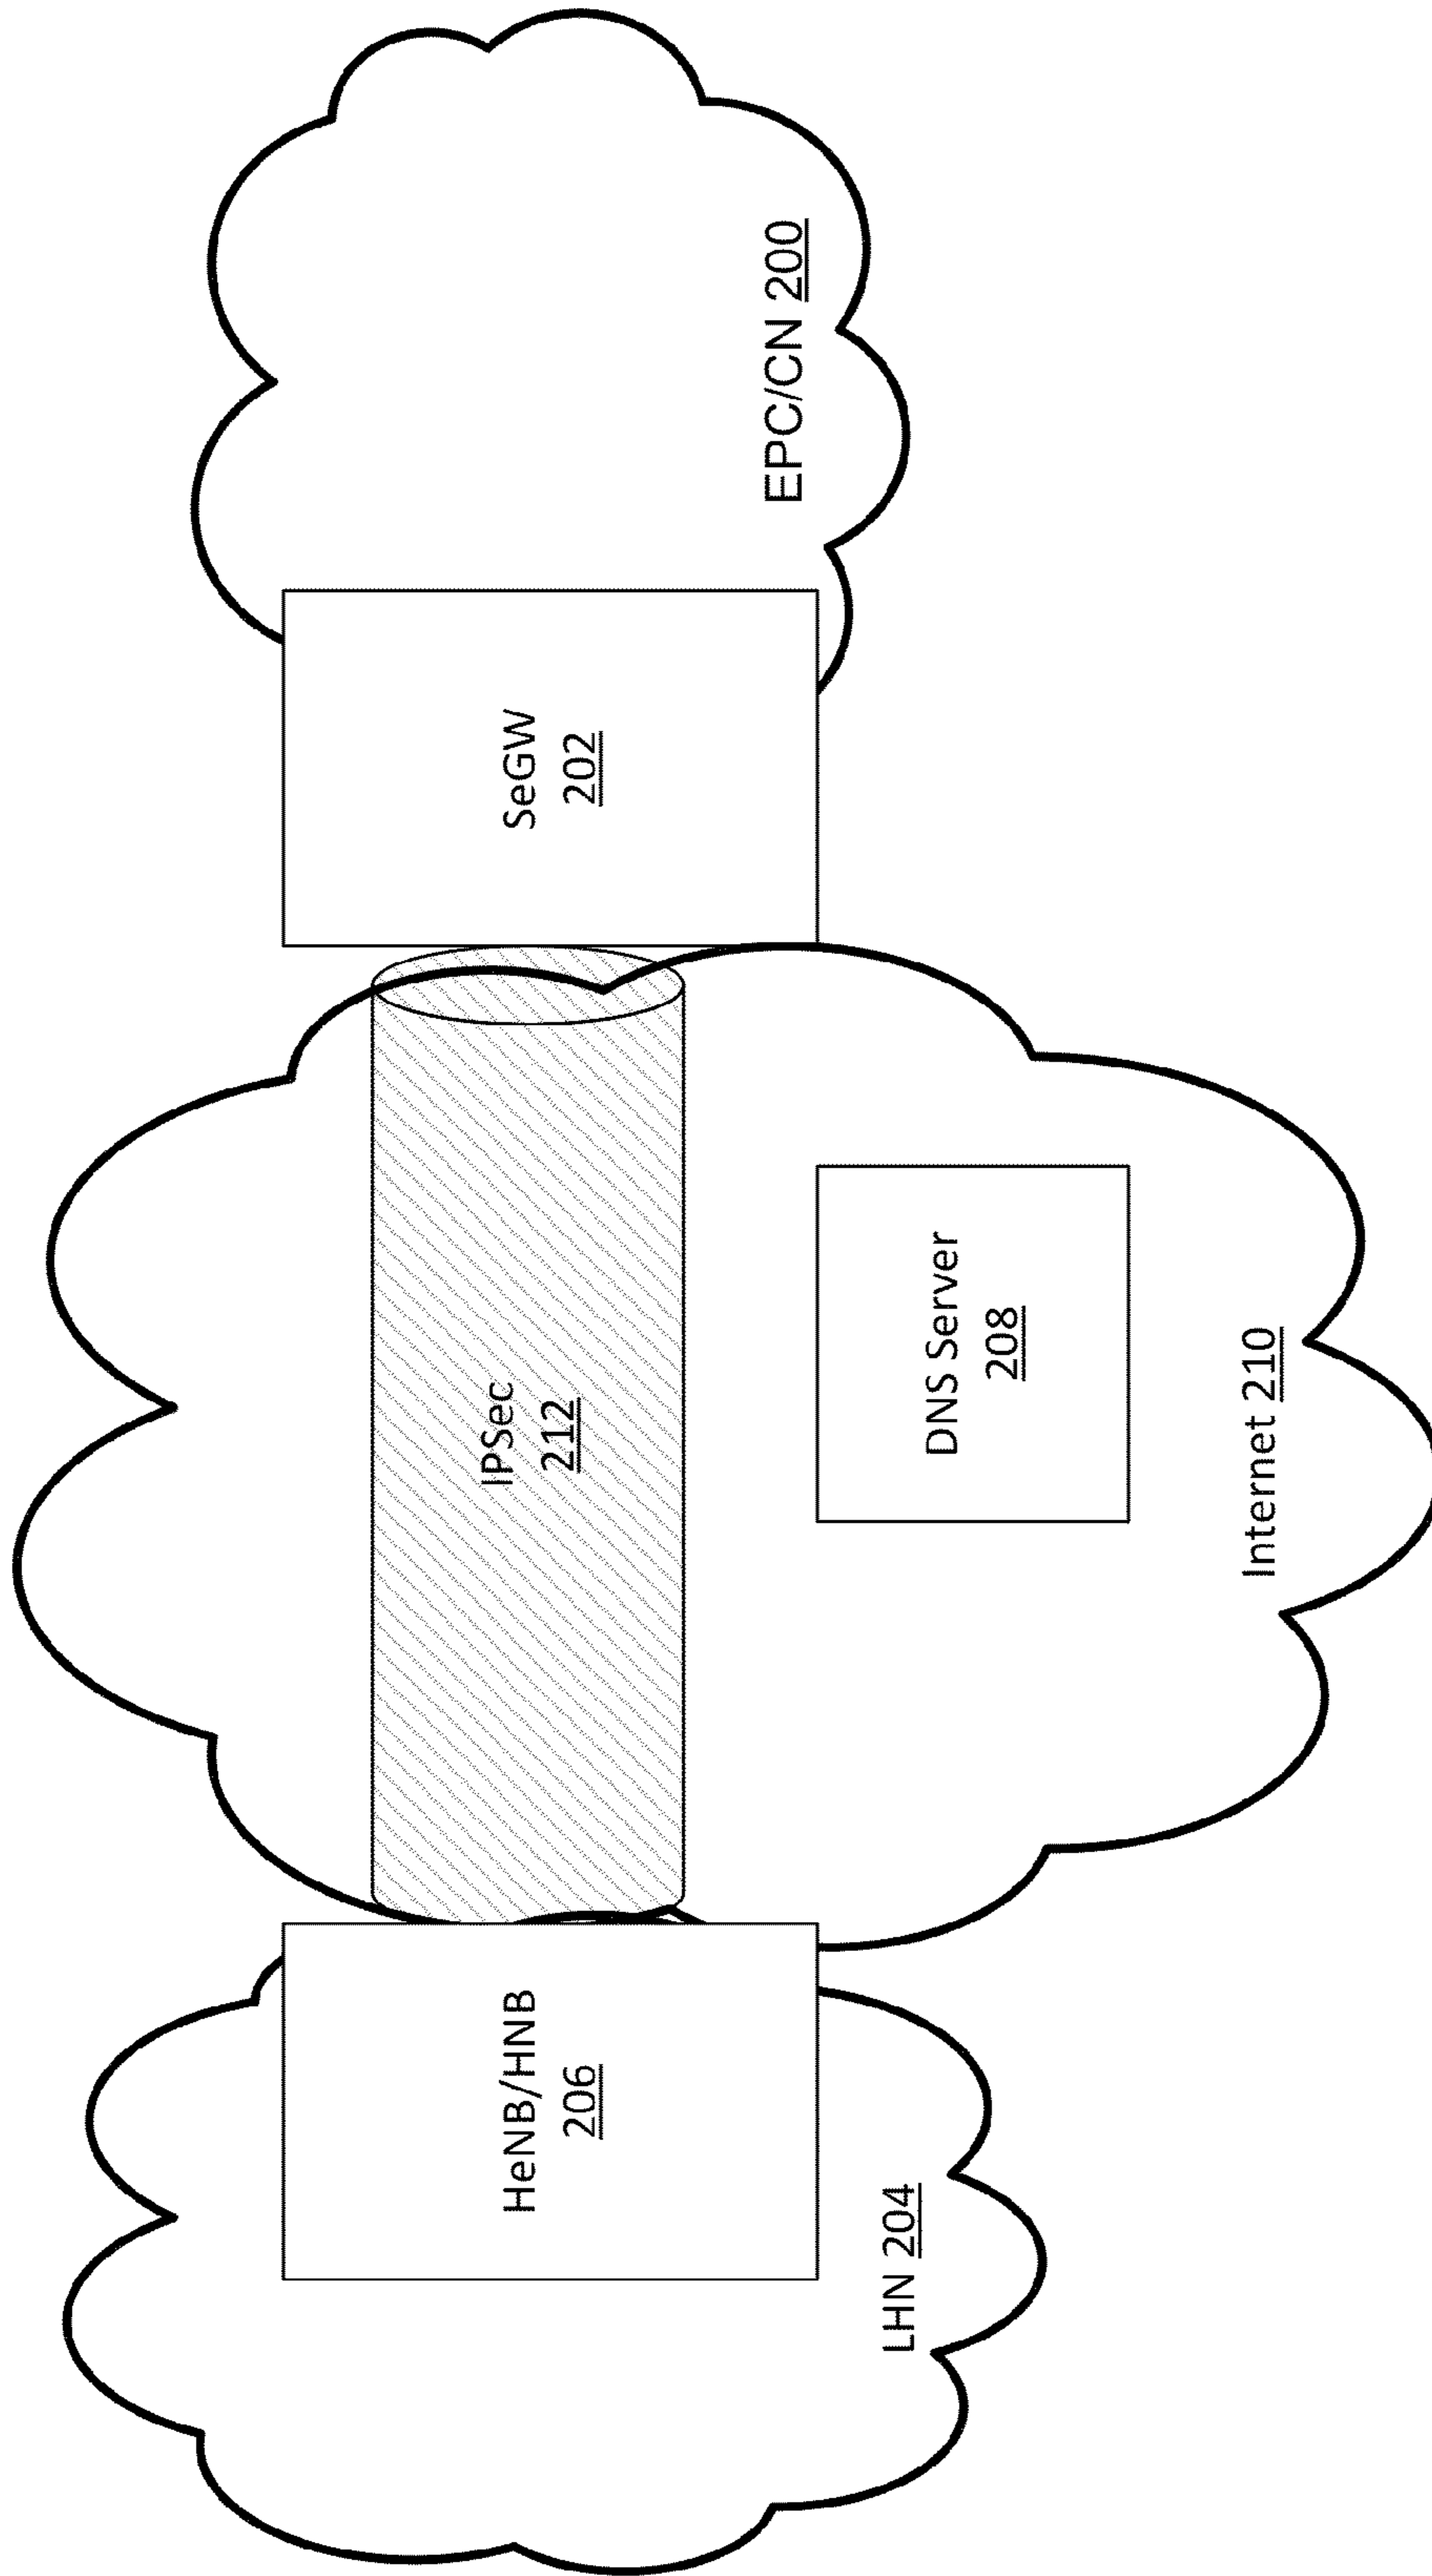 HeNB/HNB
206
LHN 204
IPSec
212
DNS Server
208
Internet 210
SeGW
202
EPC/CN 200